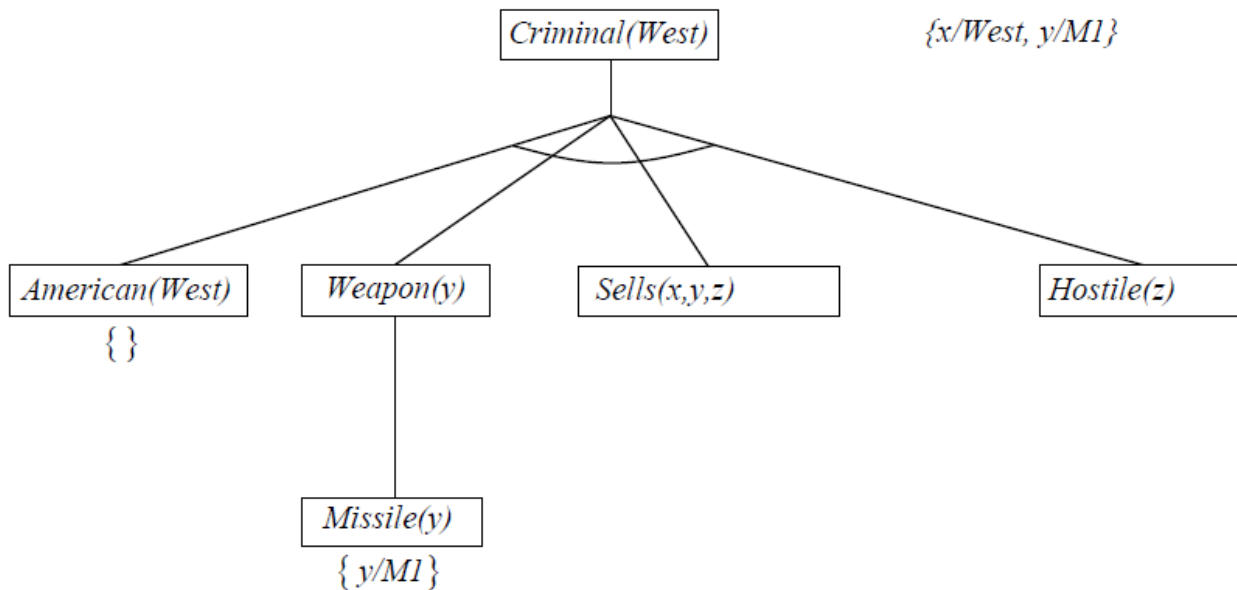 Criminal(West)
{x/West, y/M1}
American(West)
Weapon(y)
Sells(x,y,z)
Hostile(z)
{ }
Missile(y)
{ y/M1}